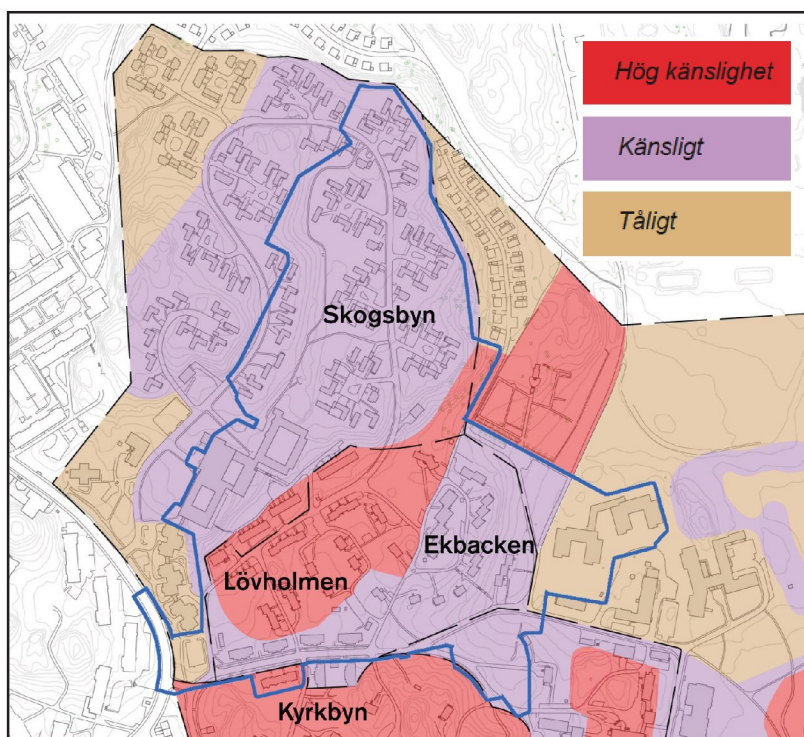 Hög känslighet
Känsligt
Tåligt
Skogsbyn
Ekbacken
Lövholmen
Kyrkbyn